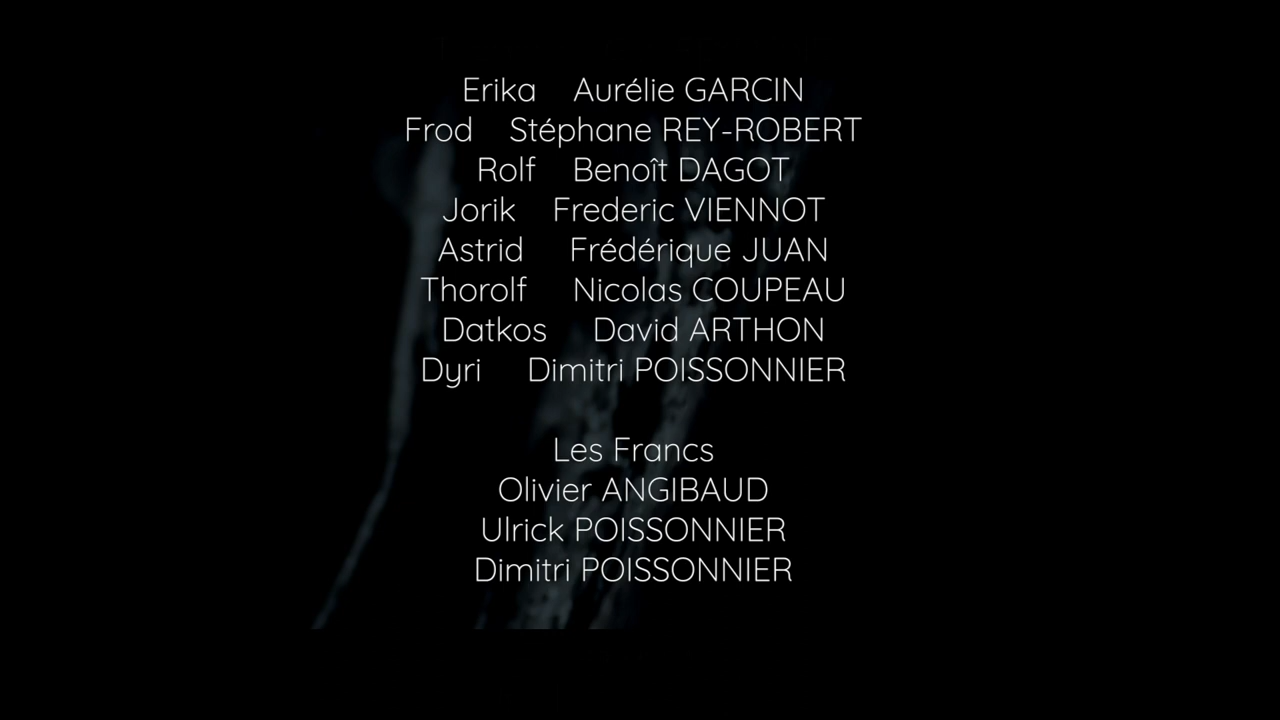 Erika Aurélie GARCIN
Frod Stéphane REY-ROBERT
Rolf Benoît DAGOT
Jorik Frederic VIENNOT
Astrid Frédérique JUAN
Thorolf Nicolas COUPEAU
Datkos David ARTHON
Dyri Dimitri POISSONNIER
Les Francs
Olivier ANGIBAUD
Ulrick POISSONNIER
Dimitri POISSONNIER